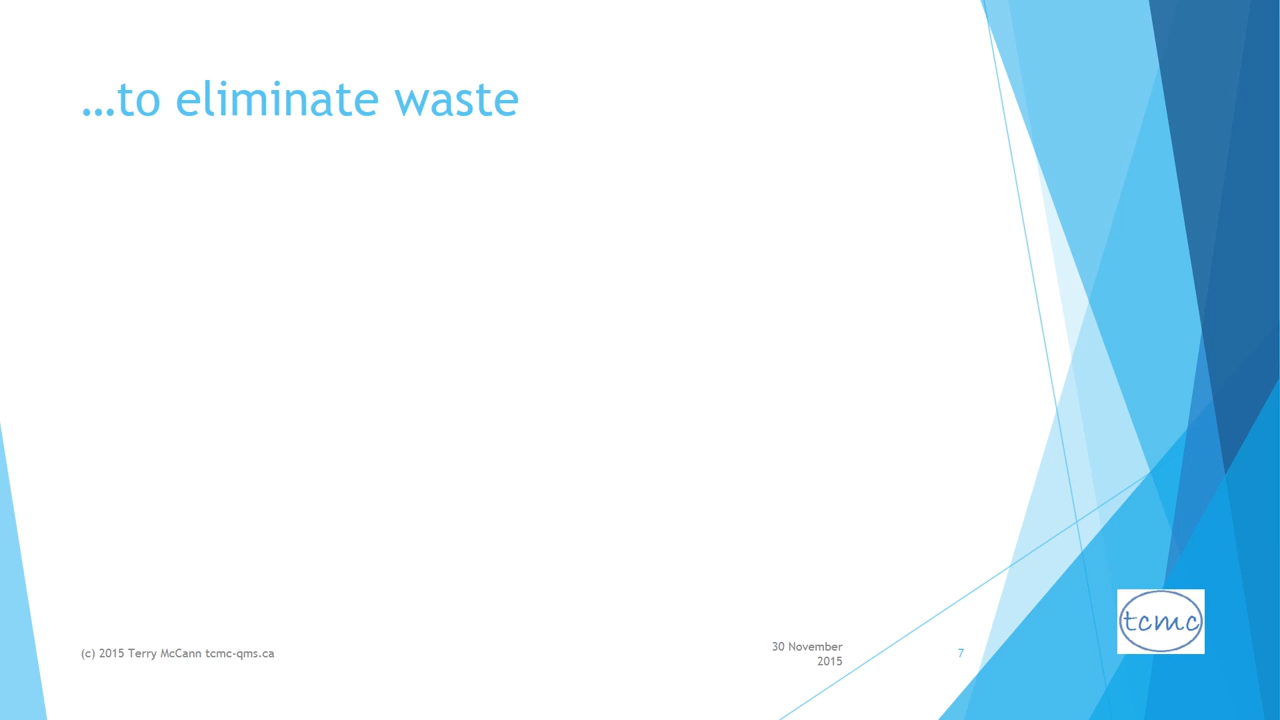 …to eliminate waste
(c) 2015 Terry McCann tcmc-qms.ca
30 November
2015
7
tcmc